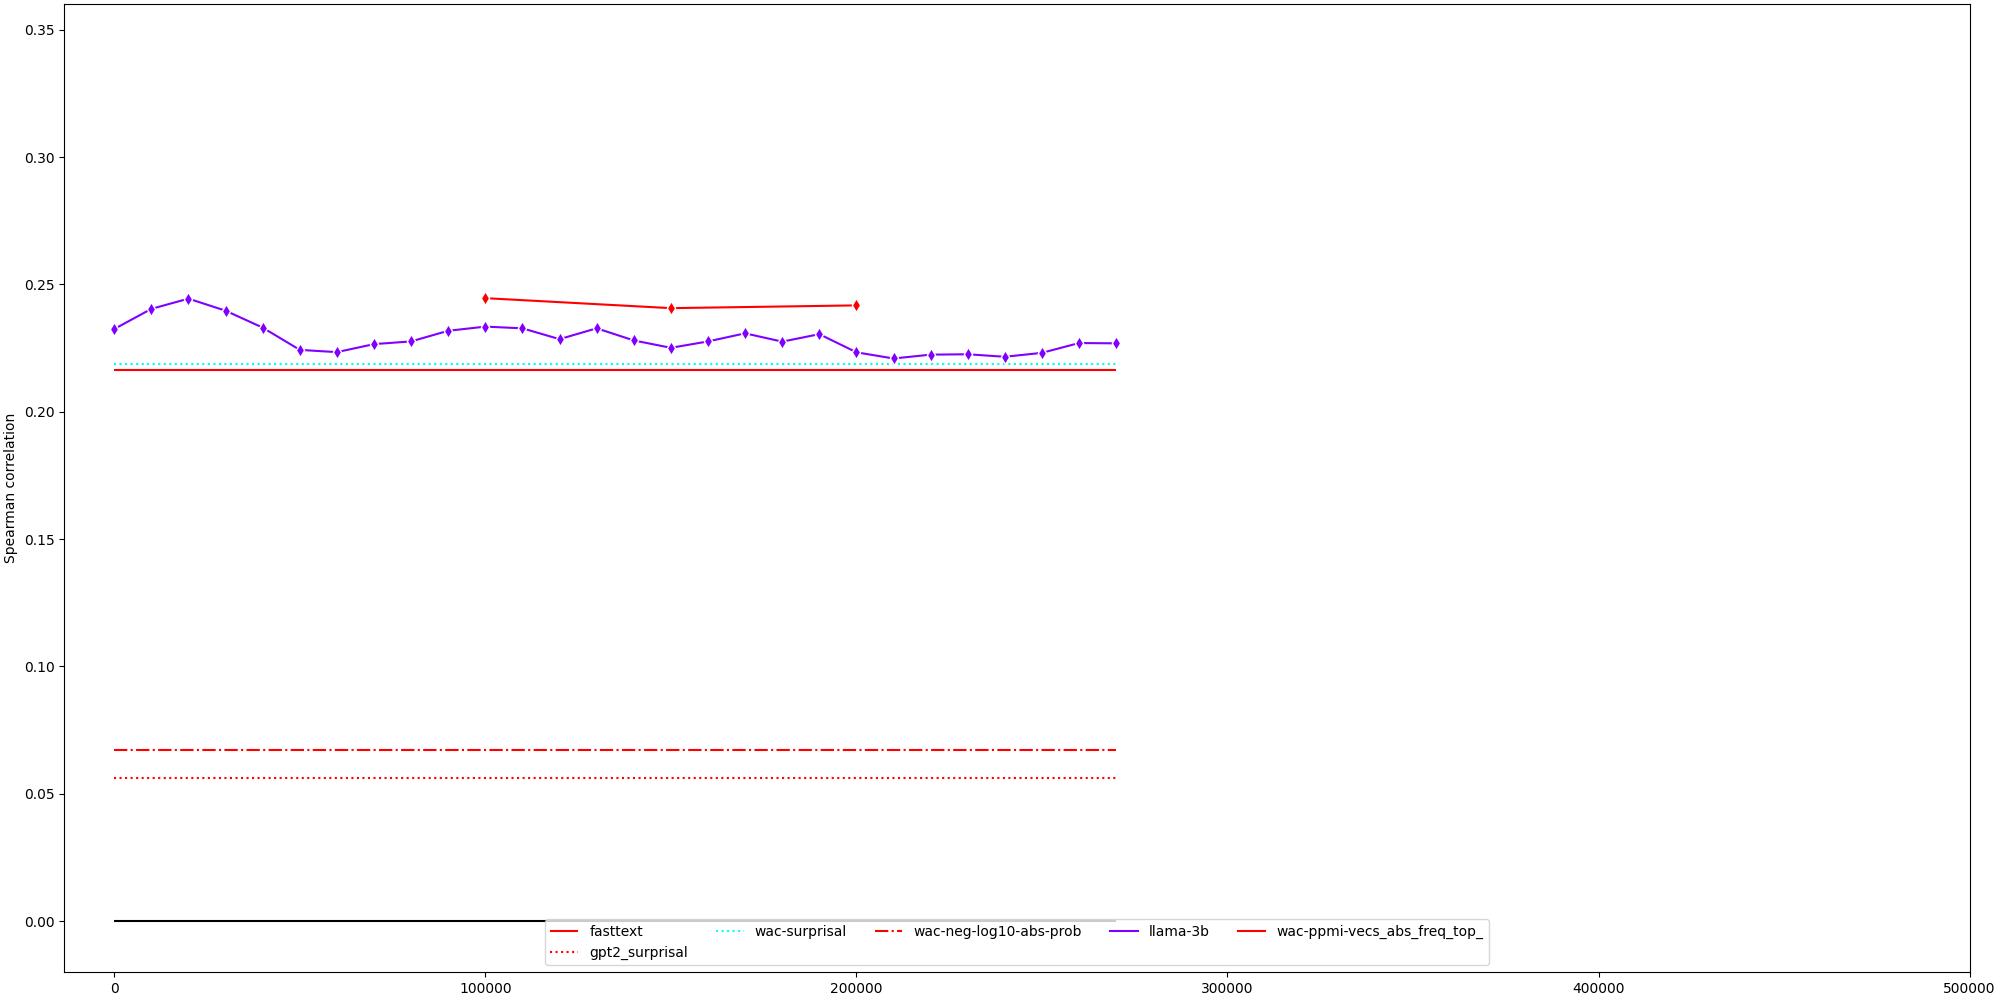 0.35
0.30
0.25
0.20
0.15
0.10
0.05
0.00
Spearman correlation
0 100000 200000 300000 400000 500000
fasttext wac-surprisal wac-neg-log10-abs-prob llama-3b wac-ppmi-vecs_abs_freq_top_
gpt2_surprisal